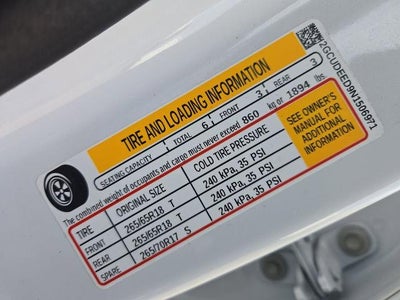 2GCUDEED9N1506971
TIRE AND LOADING INFORMATION
SEATING CAPACITY TOTAL 6 FRONT 3 REAR 3
The combined weight of occupants and cargo must never exceed 860 kg or 1894 lbs
TIRE ORIGINAL SIZE COLD TIRE PRESSURE
FRONT 265/65R18 T 240 kPa, 35 PSI
REAR 265/65R18 T 240 kPa, 35 PSI
SPARE 265/70R17 S 240 kPa, 35 PSI
SEE OWNER'S
MANUAL FOR
ADDITIONAL
INFORMATION